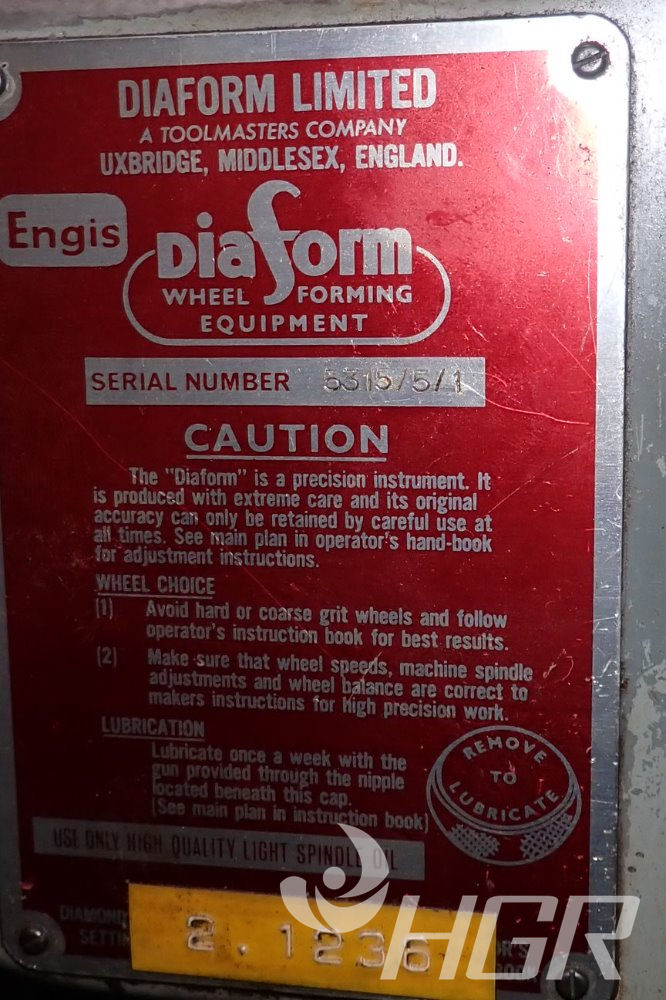 DIAFORM LIMITED
A TOOLMASTERS COMPANY
UXBRIDGE, MIDDLESEX, ENGLAND.
Engis
Diaform
WHEEL FORMING
EQUIPMENT
SERIAL NUMBER 5315/5/1
CAUTION
The "Diaform" is a precision instrument. It
is produced with extreme care and its original
accuracy can only be retained by careful use at
all times. See main plan in operator's hand-book
for adjustment instructions.
WHEEL CHOICE
(1) Avoid hard or coarse grit wheels and follow
operator's instruction book for best results.
(2) Make sure that wheel speeds, machine spindle
adjustments and wheel balance are correct to
makers instructions for high precision work.
LUBRICATION
Lubricate once a week with the
gun provided through the nipple
located beneath this cap.
(See main plan in instruction book)
REMOVE
TO
LUBRICATE
USE ONLY HIGH QUALITY LIGHT SPINDLE OIL
DIAMOND
2.1236
HGR